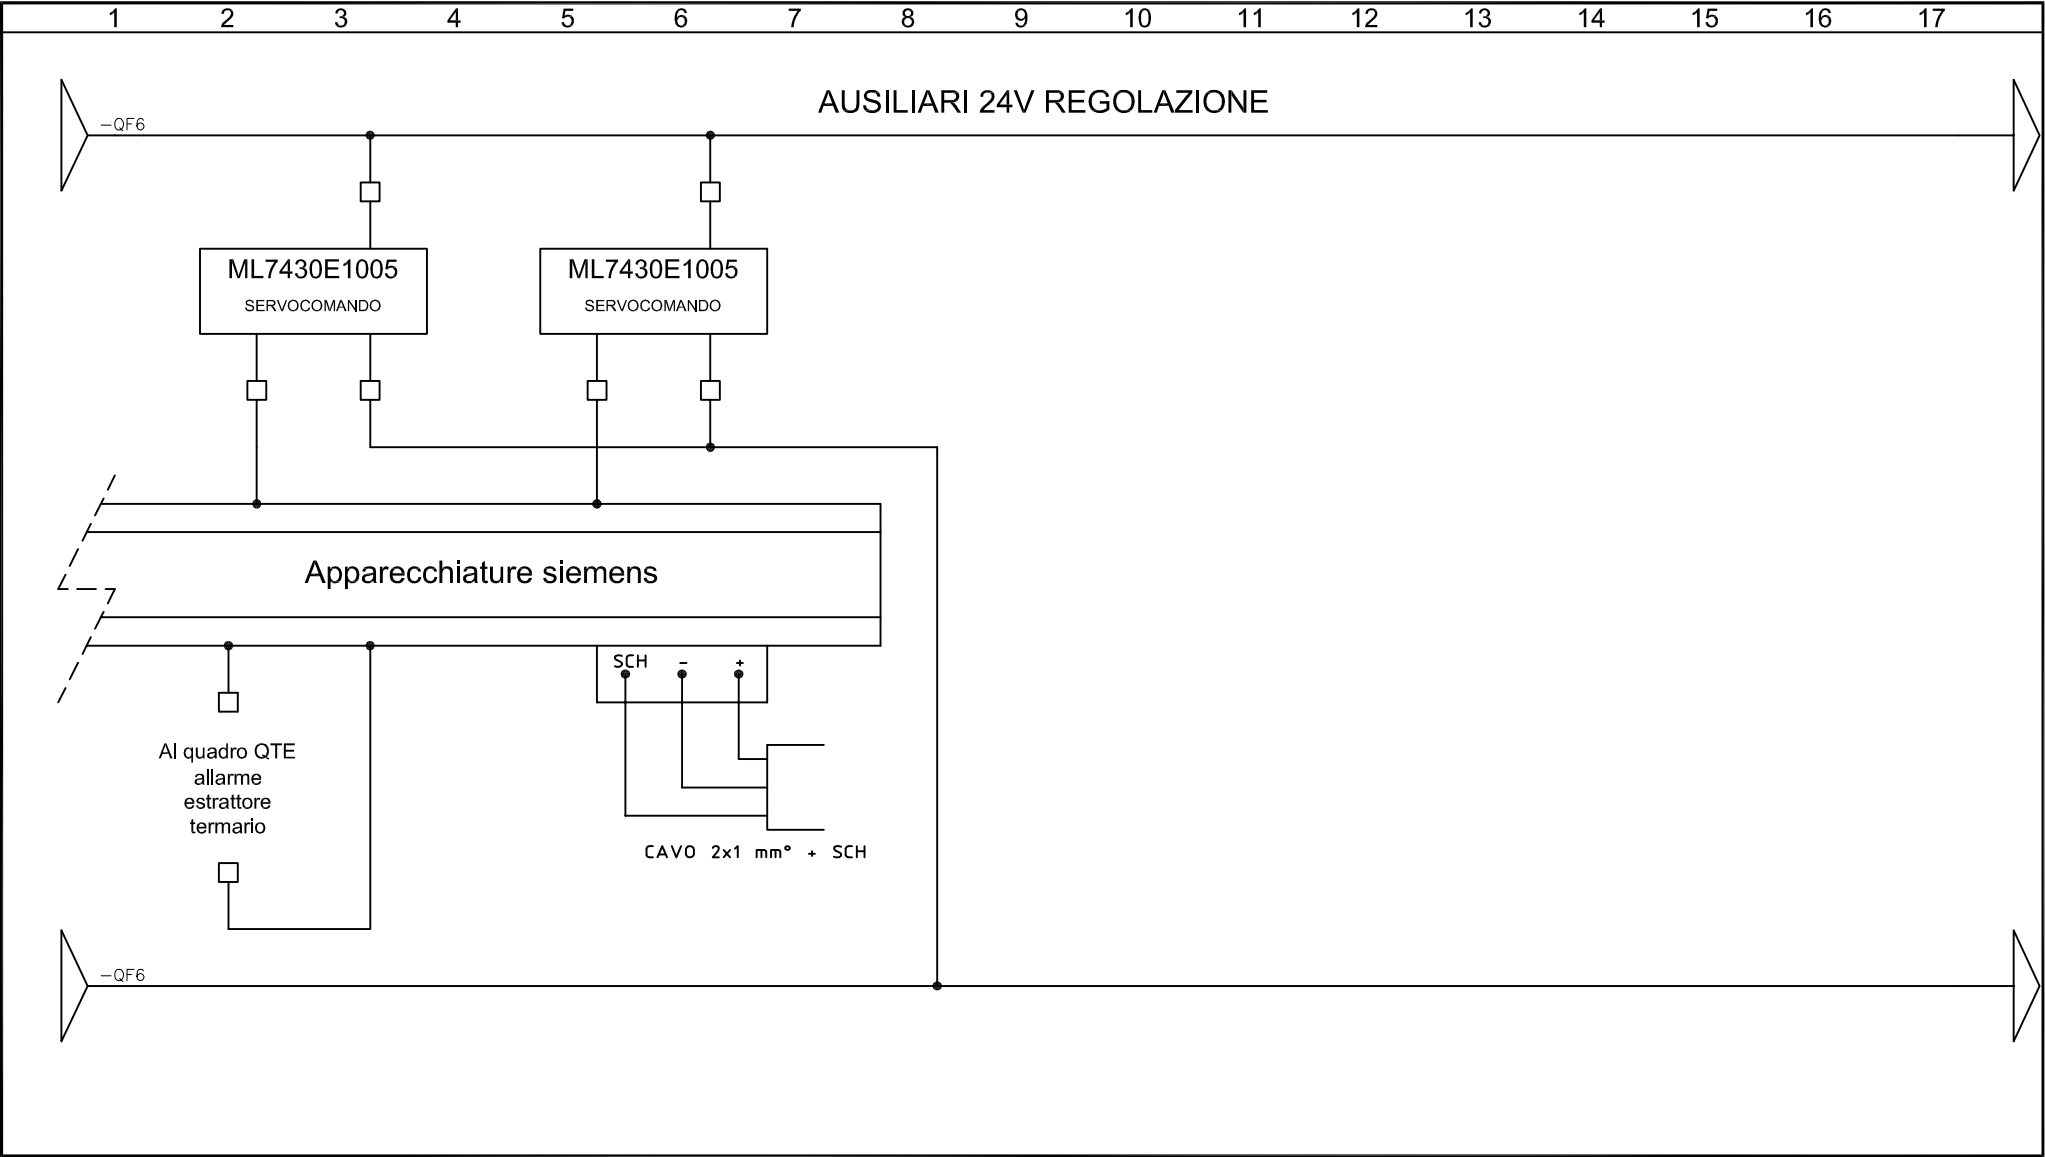 1 2 3 4 5 6 7 8 9 10 11 12 13 14 15 16 17
AUSILIARI 24V REGOLAZIONE
-QF6
ML7430E1005
SERVOCOMANDO
ML7430E1005
SERVOCOMANDO
Apparecchiature siemens
SCH - +
Al quadro QTE
allarme
estrattore
termario
CAVO 2x1 mm° + SCH
-QF6